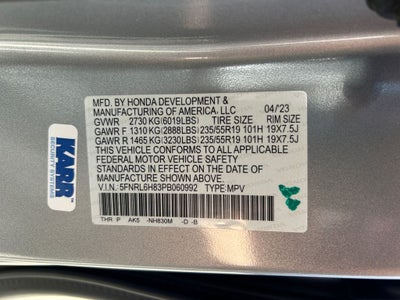 MFD. BY HONDA DEVELOPMENT &
MANUFACTURING OF AMERICA, LLC 04/23
GVWR 2730 KG(6019LBS) TIRE SIZE RIM SIZE
GAWR F 1310 KG (2888LBS) 235/55R19 101H 19X7.5J
GAWR R 1465 KG(3230LBS) 235/55R19 101H 19X7.5J
THIS VEHICLE CONFORMS TO ALL APPLICABLE
FEDERAL MOTOR VEHICLE SAFETY
STANDARDS IN EFFECT ON THE DATE OF
MANUFACTURE SHOWN ABOVE.
V.I.N. 5FNRL6H83PB060992 TYPE MPV
THR P AK5 -NH830M -D -B
KARR
SECURITY SYSTEMS